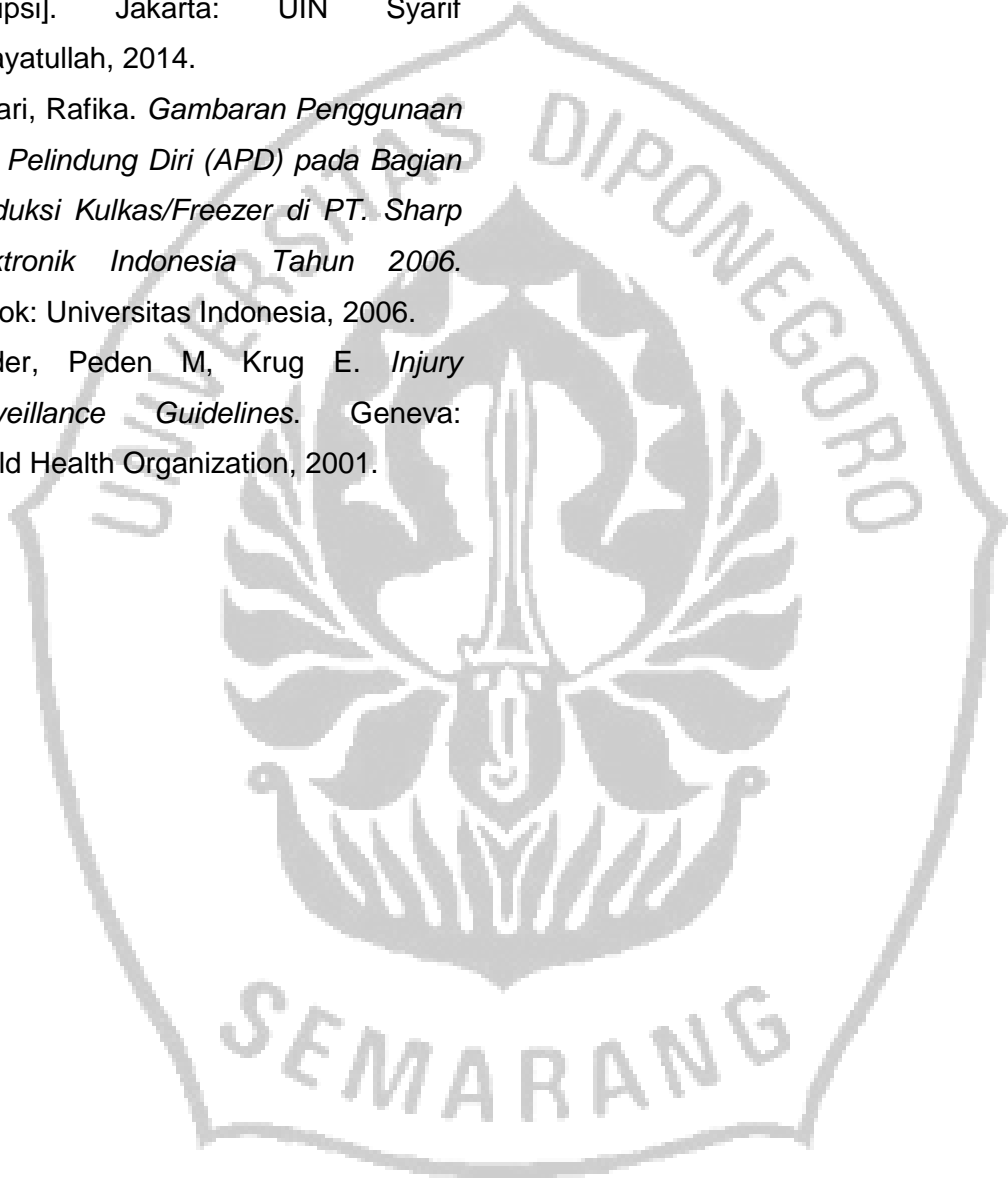 ipsi]. Jakarta: UIN Syarif
ayatullah, 2014.
ari, Rafika. Gambaran Penggunaan
Pelindung Diri (APD) pada Bagian
duksi Kulkas/Freezer di PT. Sharp
ktronik Indonesia Tahun 2006.
ok: Universitas Indonesia, 2006.
der, Peden M, Krug E. Injury
veillance Guidelines. Geneva:
ld Health Organization, 2001.
UNIVERSITAS DIPONEGORO
SEMARANG